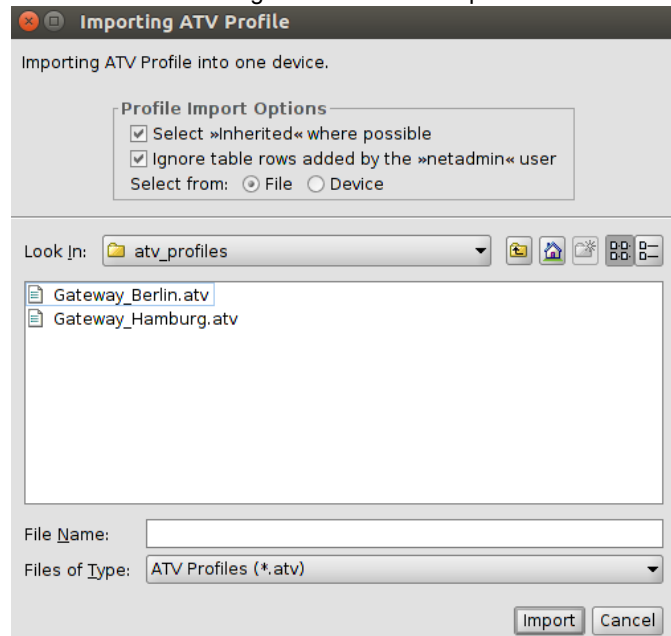 Importing ATV Profile
Importing ATV Profile into one device.
Profile Import Options
Select »Inherited« where possible
Ignore table rows added by the »netadmin« user
Select from: File Device
Look In: atv_profiles
Gateway_Berlin.atv
Gateway_Hamburg.atv
File Name:
Files of Type: ATV Profiles (*.atv)
Import Cancel